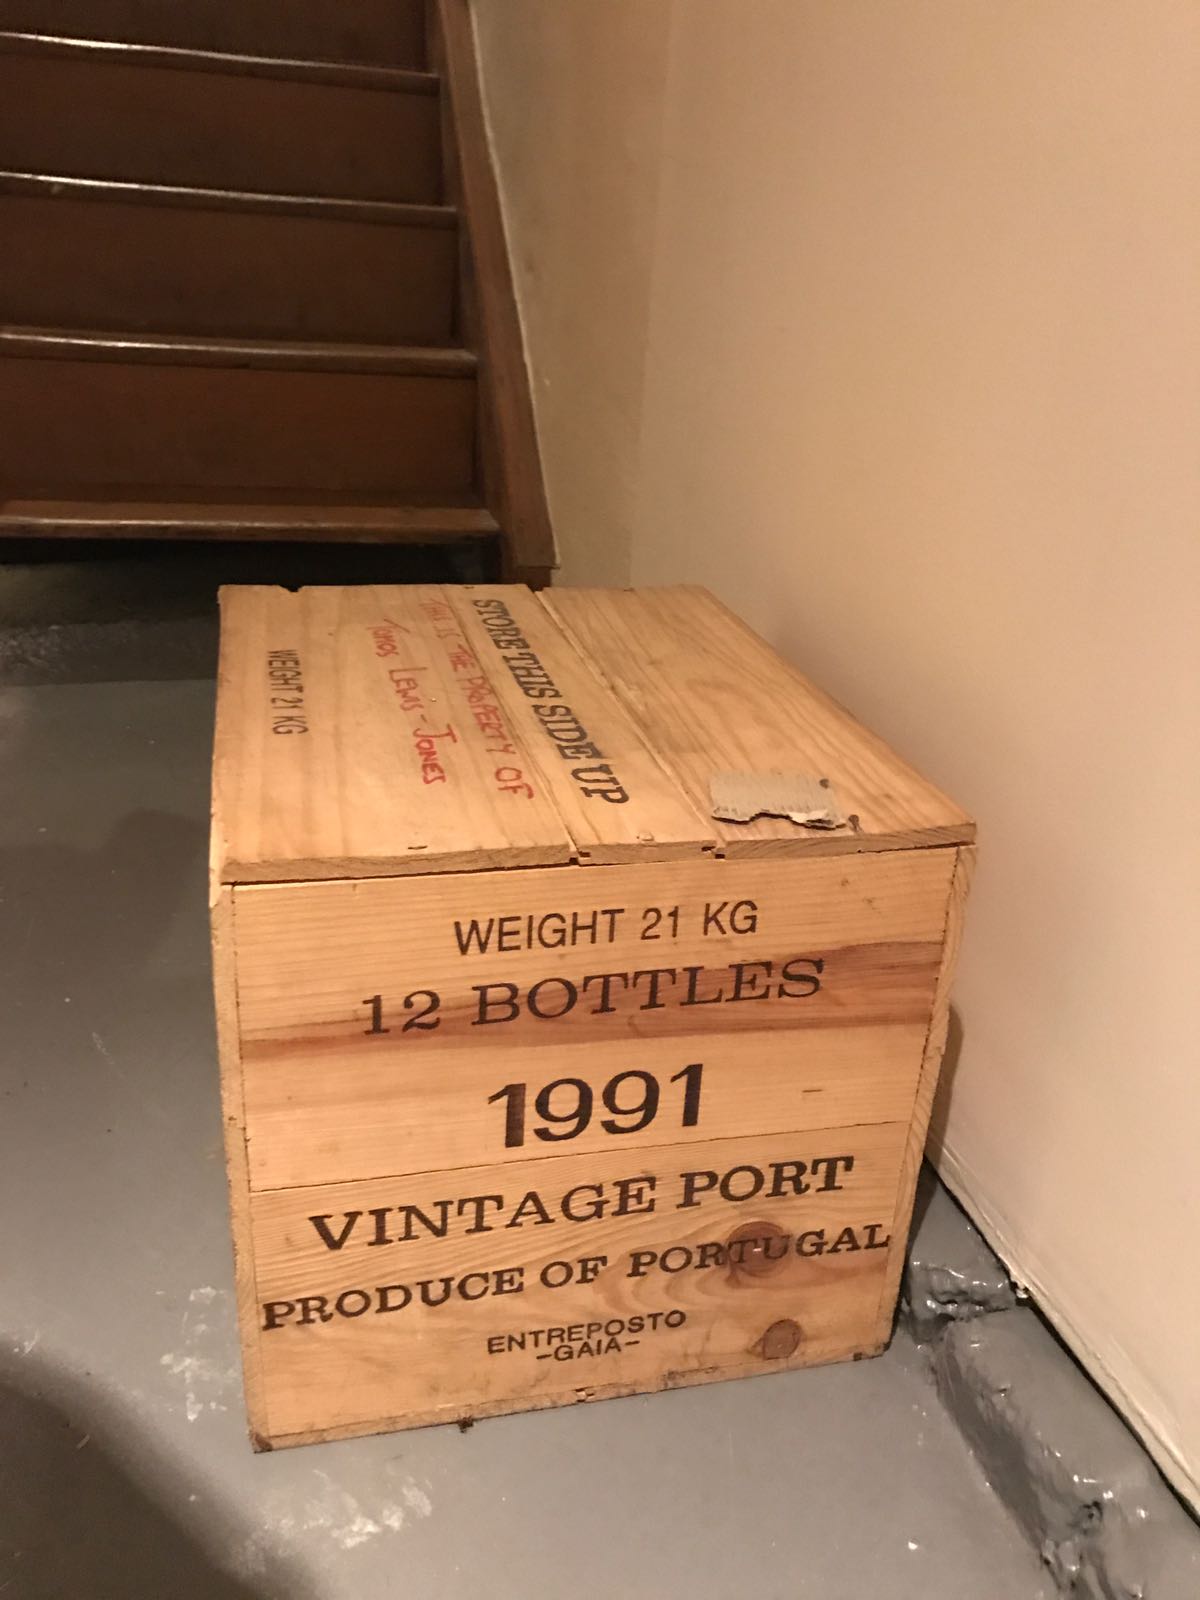 STORE THIS SIDE UP
THIS IS THE PROPERTY OF
TOMOS LEWIS-JONES
WEIGHT 21 KG
WEIGHT 21 KG
12 BOTTLES
1991
VINTAGE PORT
PRODUCE OF PORTUGAL
ENTREPOSTO
-GAIA-